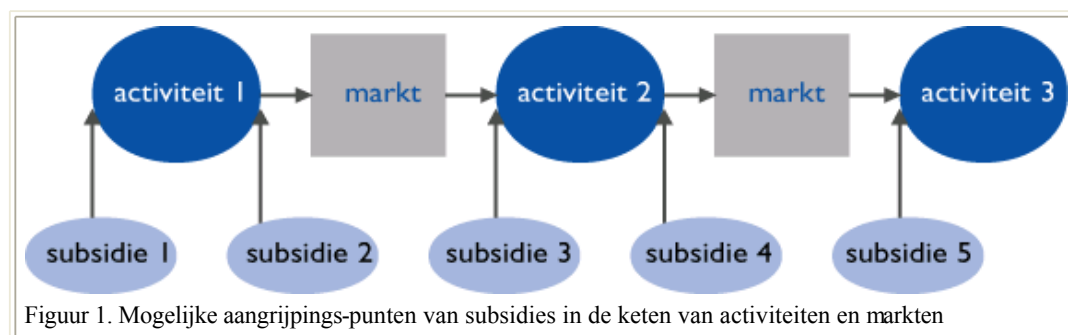 activiteit 1 markt activiteit 2 markt activiteit 3
subsidie 1 subsidie 2 subsidie 3 subsidie 4 subsidie 5
Figuur 1. Mogelijke aangrijpings-punten van subsidies in de keten van activiteiten en markten